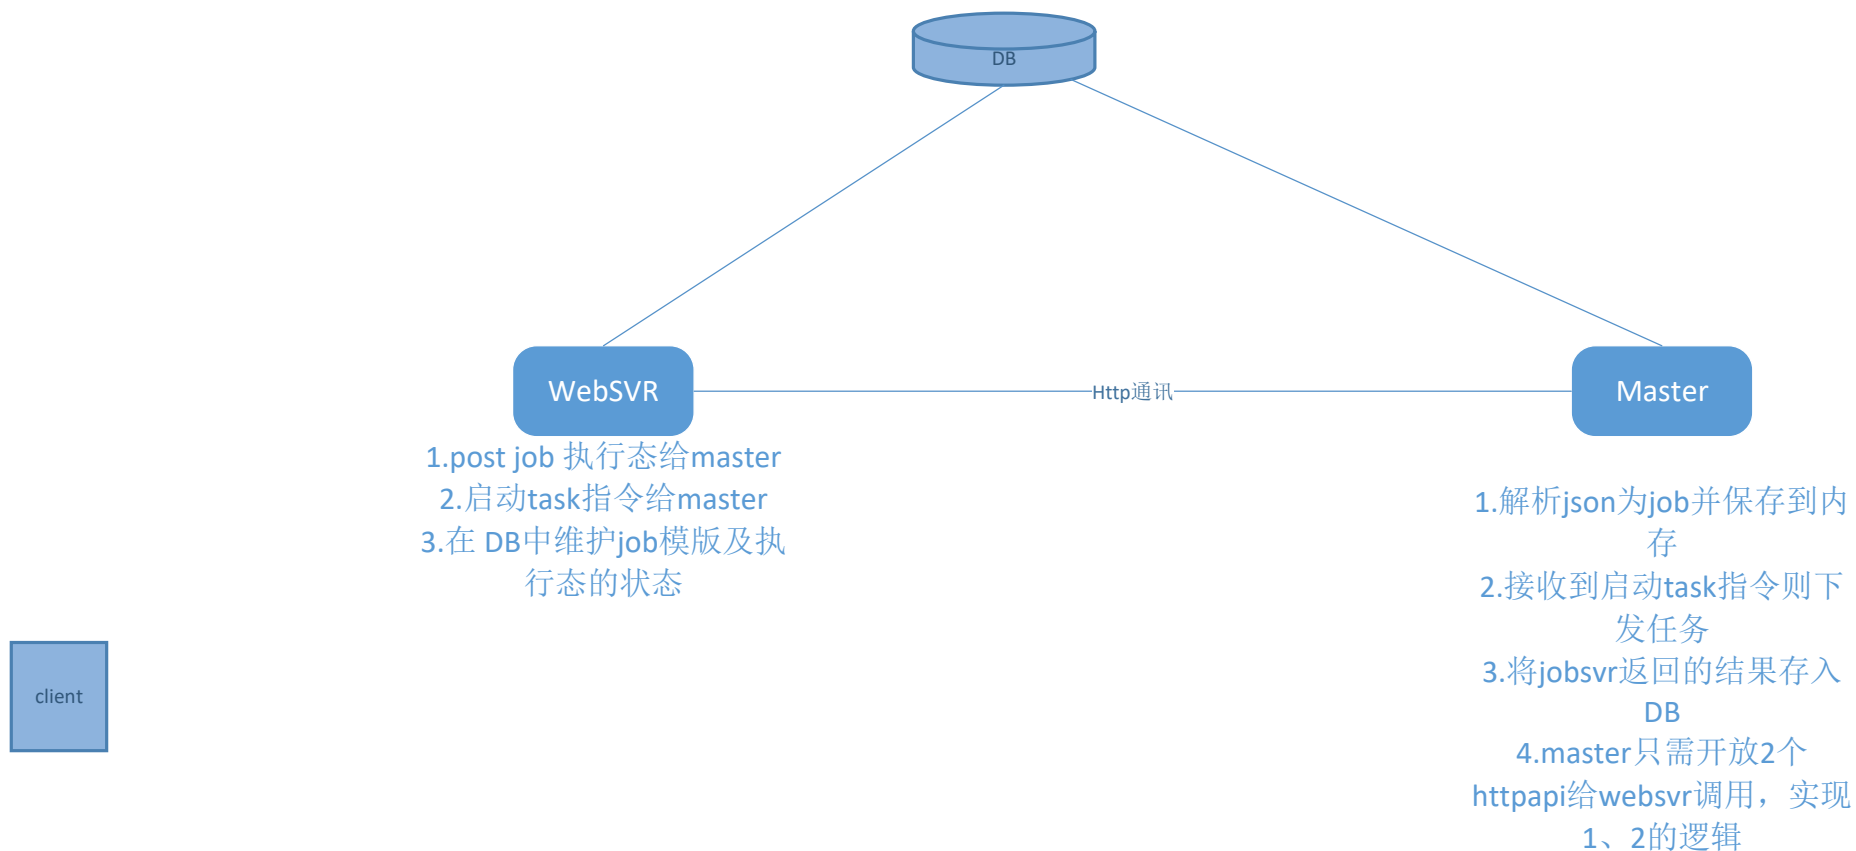 DB
WebSVR
Http通讯
Master
1.post job 执行态给master
2.启动task指令给master
3.在 DB中维护job模版及执
行态的状态
1.解析json为job并保存到内
存
2.接收到启动task指令则下
发任务
3.将jobsvr返回的结果存入
DB
4.master只需开放2个
httpapi给websvr调用，实现
1、2的逻辑
client